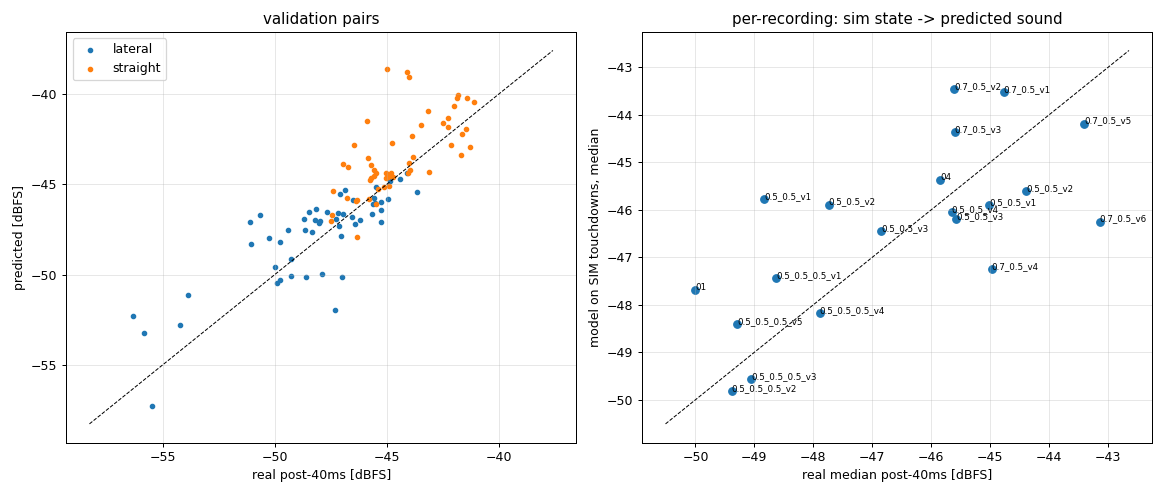 validation pairs
lateral
straight
−40
−45
−50
−55
predicted [dBFS]
−55
−50
−45
−40
real post-40ms [dBFS]
per-recording: sim state -> predicted sound
−43
−44
−45
−46
−47
−48
−49
−50
model on SIM touchdowns, median
0.7_0.5_v2
0.7_0.5_v1
0.7_0.5_v5
0.7_0.5_v3
04
0.5_0.5_v2
0.5_0.5_v1
0.5_0.5_v2
0.5_0.5_v1
0.5_0.5_v4
0.5_0.5_v3
0.7_0.5_v6
0.5_0.5_v3
0.7_0.5_v4
0.5_0.5_0.5_v1
01
0.5_0.5_0.5_v4
0.5_0.5_0.5_v5
0.5_0.5_0.5_v3
0.5_0.5_0.5_v2
−50
−49
−48
−47
−46
−45
−44
−43
real median post-40ms [dBFS]